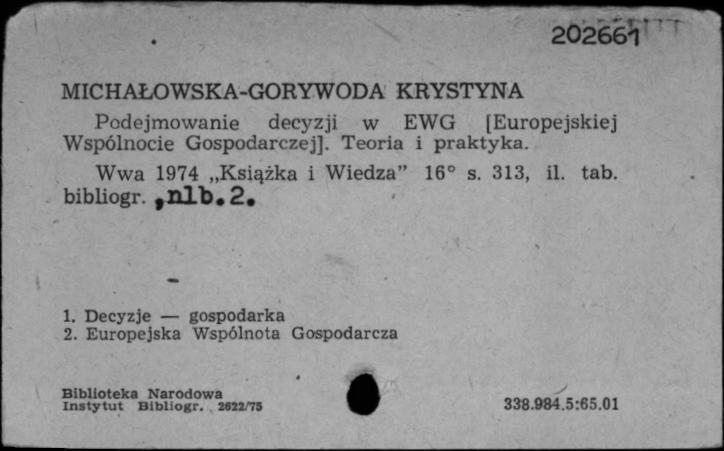 202661
MICHAŁOWSKA-GORYWODA KRYSTYNA
Podejmowanie decyzji w EWG [Europejskiej
Wspólnocie Gospodarczej]. Teoria i praktyka.
Wwa 1974 „Książka i Wiedza” 16° s. 313, il. tab.
bibliogr. ,nlb.2.
1. Decyzje — gospodarka
2. Europejska Wspólnota Gospodarcza
Biblioteka Narodowa
Instytut Bibliogr. 2622/75
338.984.5:65.01